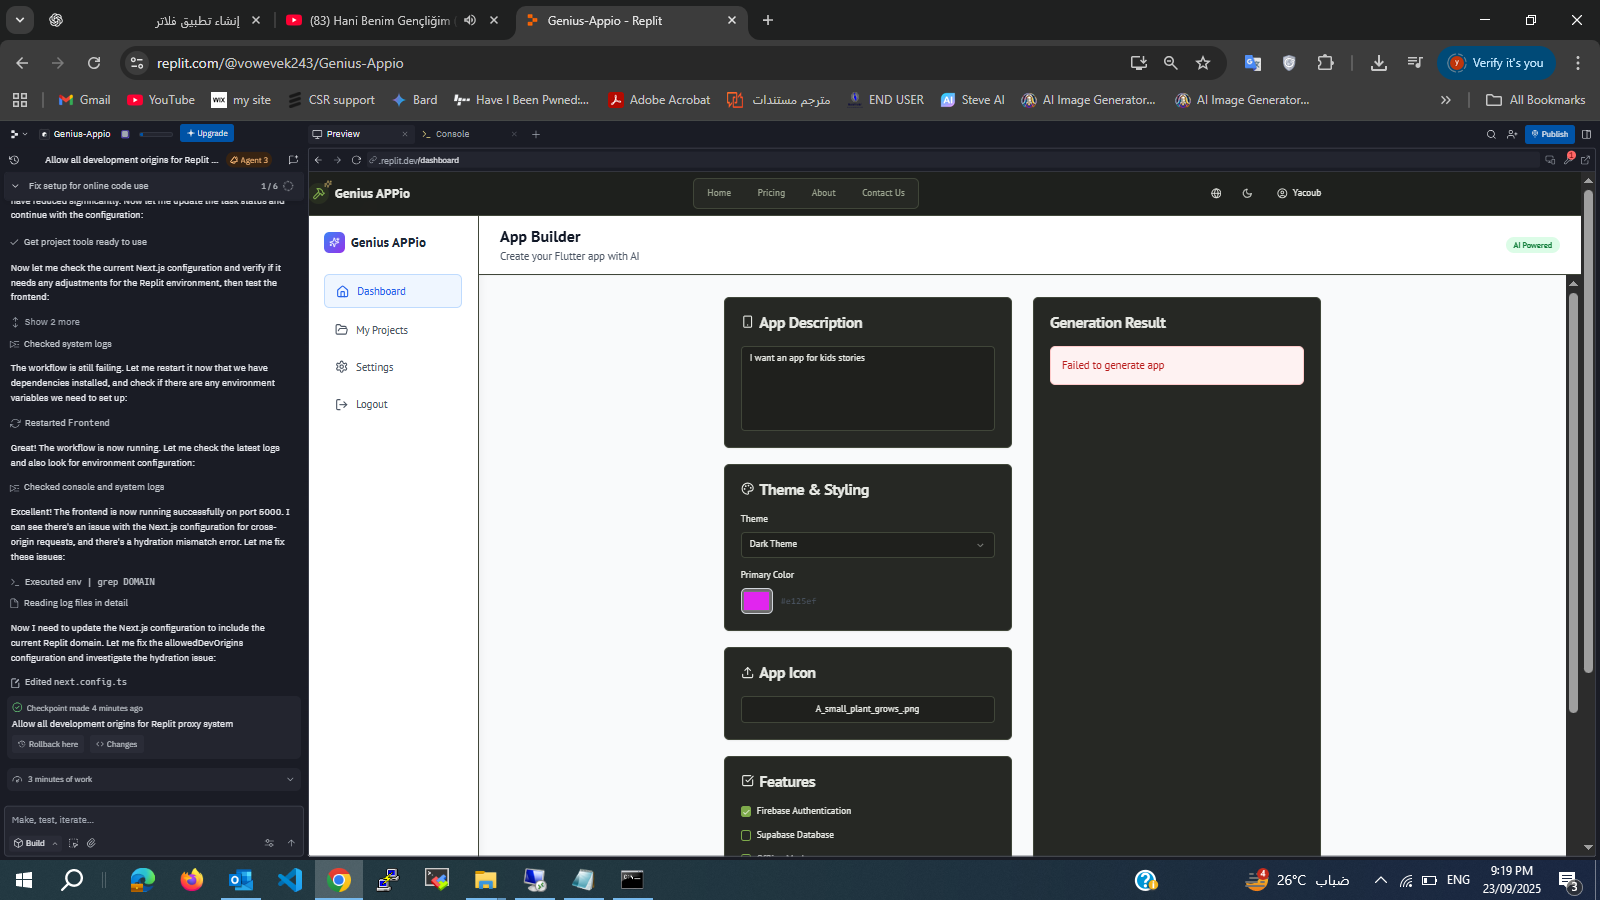 إنشاء تطبيق فلاتر
(83) Hani Benim Gençliğim
Genius-Appio - Replit
replit.com/@vowevek243/Genius-Appio
Verify it's you
Gmail
YouTube
WIX
my site
CSR support
Bard
Have I Been Pwned:...
Adobe Acrobat
مترجم مستندات
END USER
AI
Steve AI
AI Image Generator...
AI Image Generator...
All Bookmarks
Genius-Appio
Upgrade
Preview
Console
Publish
Allow all development origins for Replit ...
Agent 3
.replit.dev/dashboard
1
Fix setup for online code use
1 / 6
have reduced significantly. Now let me update the task status and
continue with the configuration:
Get project tools ready to use
Now let me check the current Next.js configuration and verify if it
needs any adjustments for the Replit environment, then test the
frontend:
Show 2 more
Checked system logs
The workflow is still failing. Let me restart it now that we have
dependencies installed, and check if there are any environment
variables we need to set up:
Restarted Frontend
Great! The workflow is now running. Let me check the latest logs
and also look for environment configuration:
Checked console and system logs
Excellent! The frontend is now running successfully on port 5000. I
can see there's an issue with the Next.js configuration for cross-
origin requests, and there's a hydration mismatch error. Let me fix
these issues:
Executed env | grep DOMAIN
Reading log files in detail
Now I need to update the Next.js configuration to include the
current Replit domain. Let me fix the allowedDevOrigins
configuration and investigate the hydration issue:
Edited next.config.ts
Checkpoint made 4 minutes ago
Allow all development origins for Replit proxy system
Rollback here
Changes
3 minutes of work
Make, test, iterate...
Build
Genius APPio
Home
Pricing
About
Contact Us
Yacoub
Genius APPio
Dashboard
My Projects
Settings
Logout
App Builder
Create your Flutter app with AI
AI Powered
App Description
I want an app for kids stories
Theme & Styling
Theme
Dark Theme
Primary Color
#e125ef
App Icon
A_small_plant_grows_.png
Features
Firebase Authentication
Supabase Database
Generation Result
Failed to generate app
4
26°C
ضباب
ENG
9:19 PM
23/09/2025
3